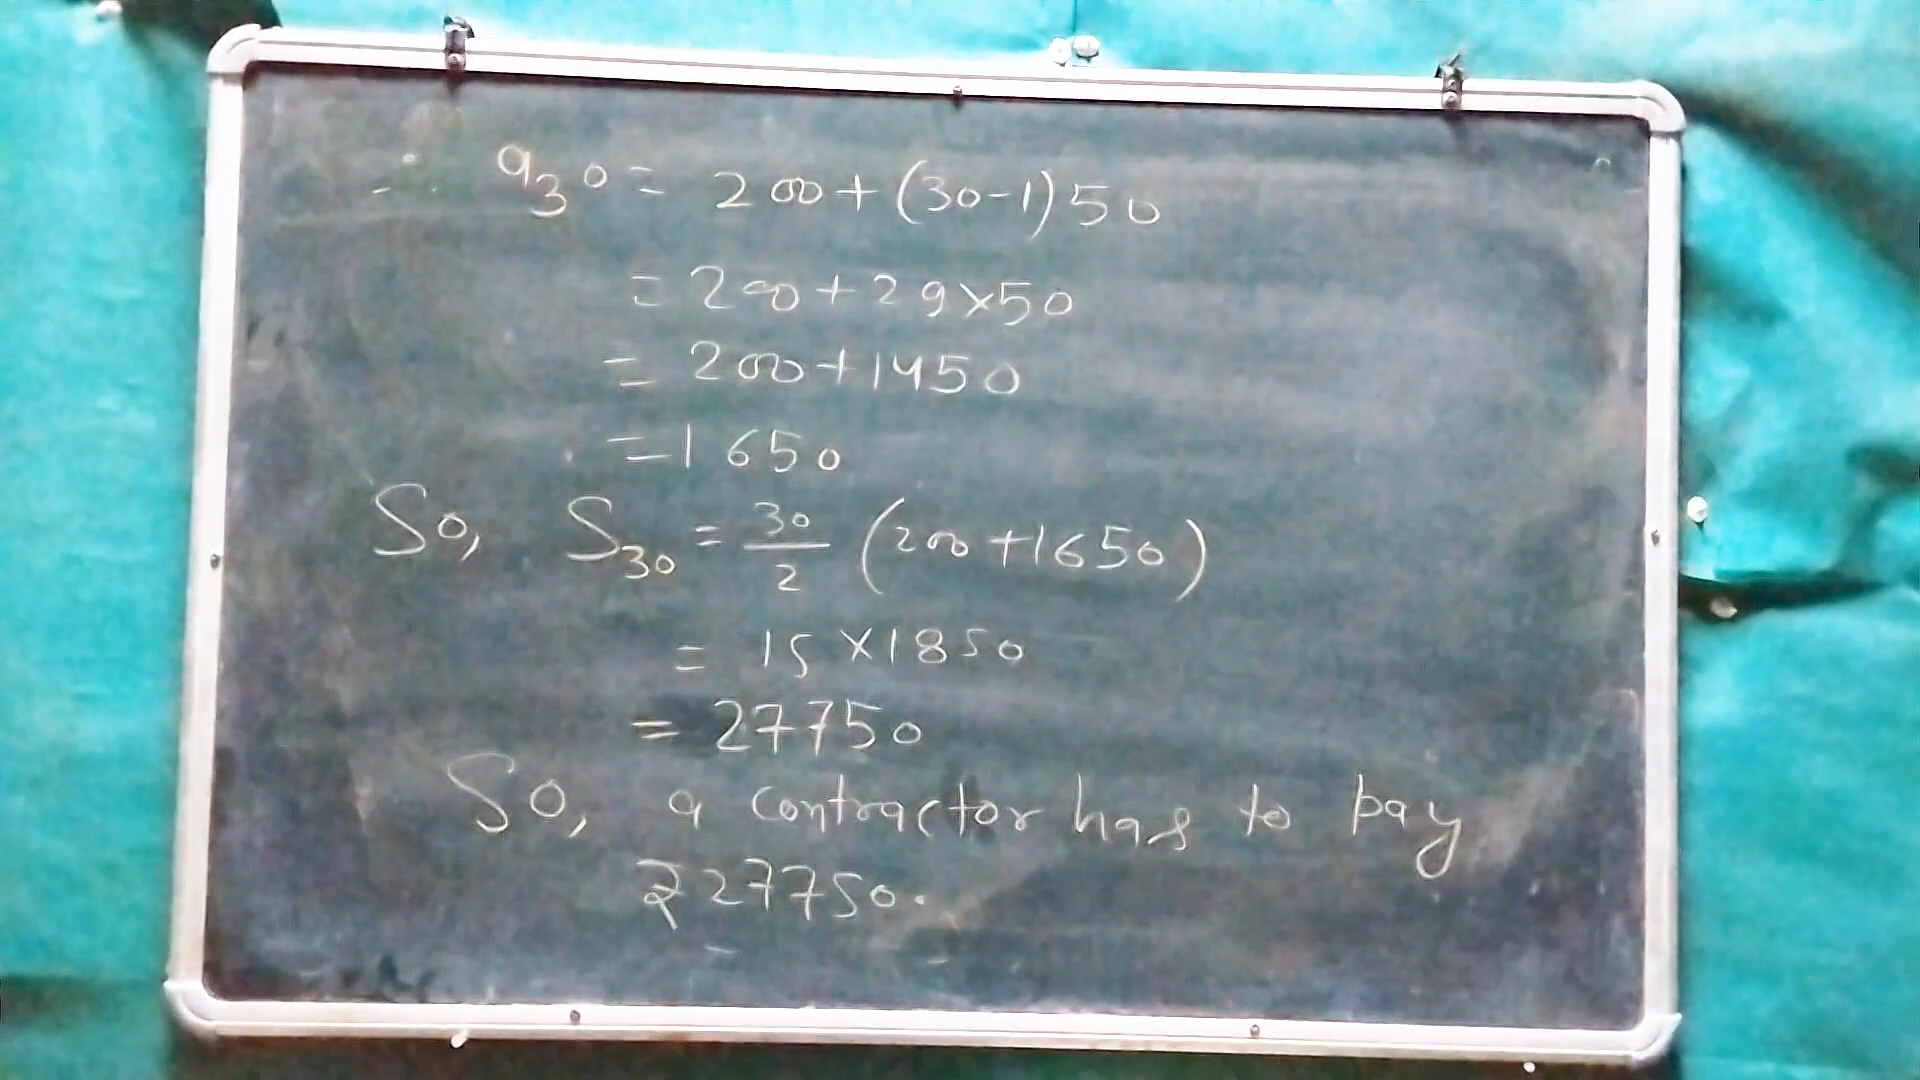 ∴ a30 = 200+(30-1)50
= 200+29×50
= 200+1450
=1650
So, S30 = 30/2 (200+1650)
= 15×1850
= 27750
So, a contractor has to pay
₹27750.